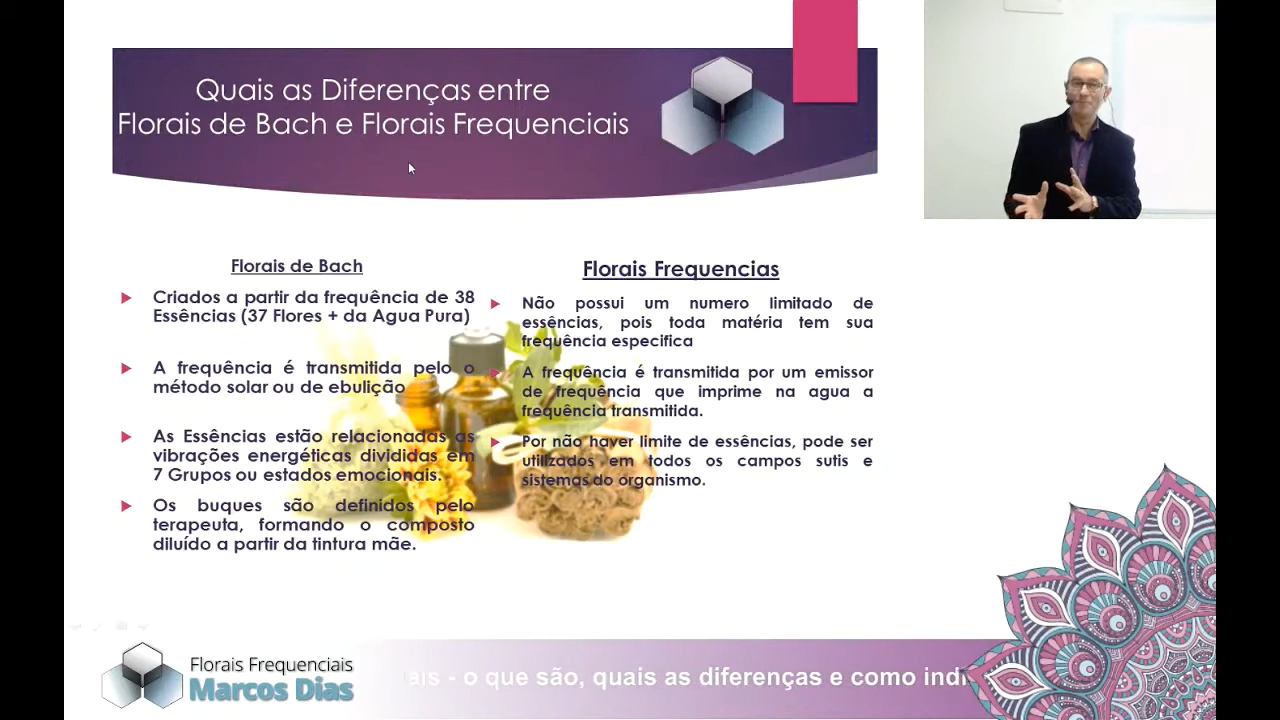 Quais as Diferenças entre
Florais de Bach e Florais Frequenciais
Florais de Bach
Criados a partir da frequência de 38
Essências (37 Flores + da Agua Pura)
A frequência é transmitida pelo o
método solar ou de ebulição
As Essências estão relacionadas as
vibrações energéticas divididas em
7 Grupos ou estados emocionais.
Os buques são definidos pelo
terapeuta, formando o composto
diluído a partir da tintura mãe.
Florais Frequencias
Não possui um numero limitado de
essências, pois toda matéria tem sua
frequência especifica
A frequência é transmitida por um emissor
de frequência que imprime na agua a
frequência transmitida.
Por não haver limite de essências, pode ser
utilizados em todos os campos sutis e
sistemas do organismo.
Florais Frequenciais
Marcos Dias
ais - o que são, quais as diferenças e como indi